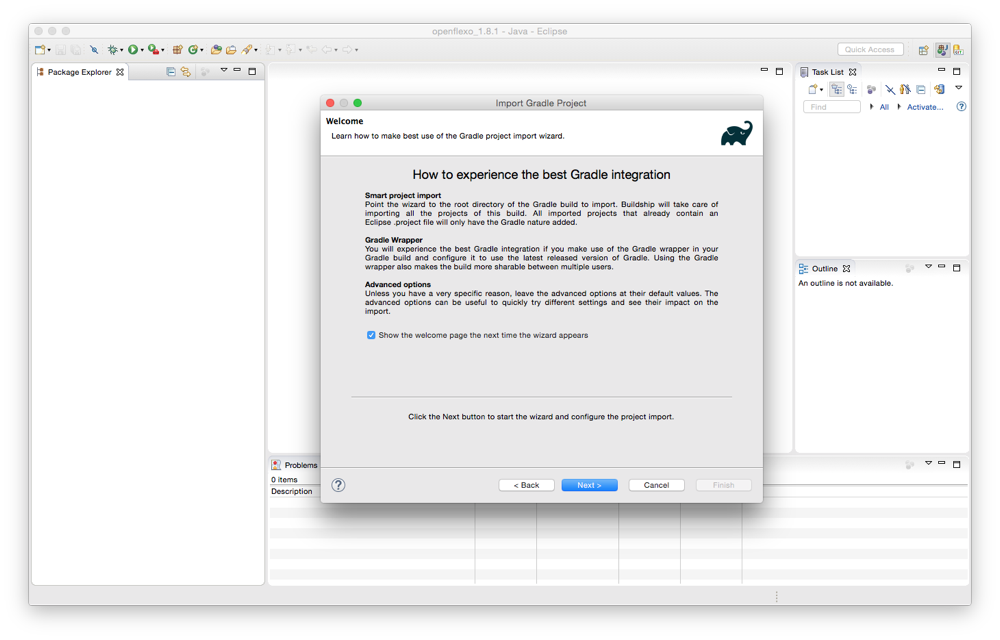 openflexo_1.8.1 - Java - Eclipse
Quick Access
Package Explorer
Task List
Find
All
Activate...
Import Gradle Project
Welcome
Learn how to make best use of the Gradle project import wizard.
How to experience the best Gradle integration
Smart project import
Point the wizard to the root directory of the Gradle build to import. Buildship will take care of
importing all the projects of this build. All imported projects that already contain an
Eclipse .project file will only have the Gradle nature added.
Gradle Wrapper
You will experience the best Gradle integration if you make use of the Gradle wrapper in your
Gradle build and configure it to use the latest released version of Gradle. Using the Gradle
wrapper also makes the build more sharable between multiple users.
Advanced options
Unless you have a very specific reason, leave the advanced options at their default values. The
advanced options can be useful to quickly try different settings and see their impact on the
import.
Show the welcome page the next time the wizard appears
Click the Next button to start the wizard and configure the project import.
?
< Back
Next >
Cancel
Finish
Outline
An outline is not available.
Problems
0 items
Description